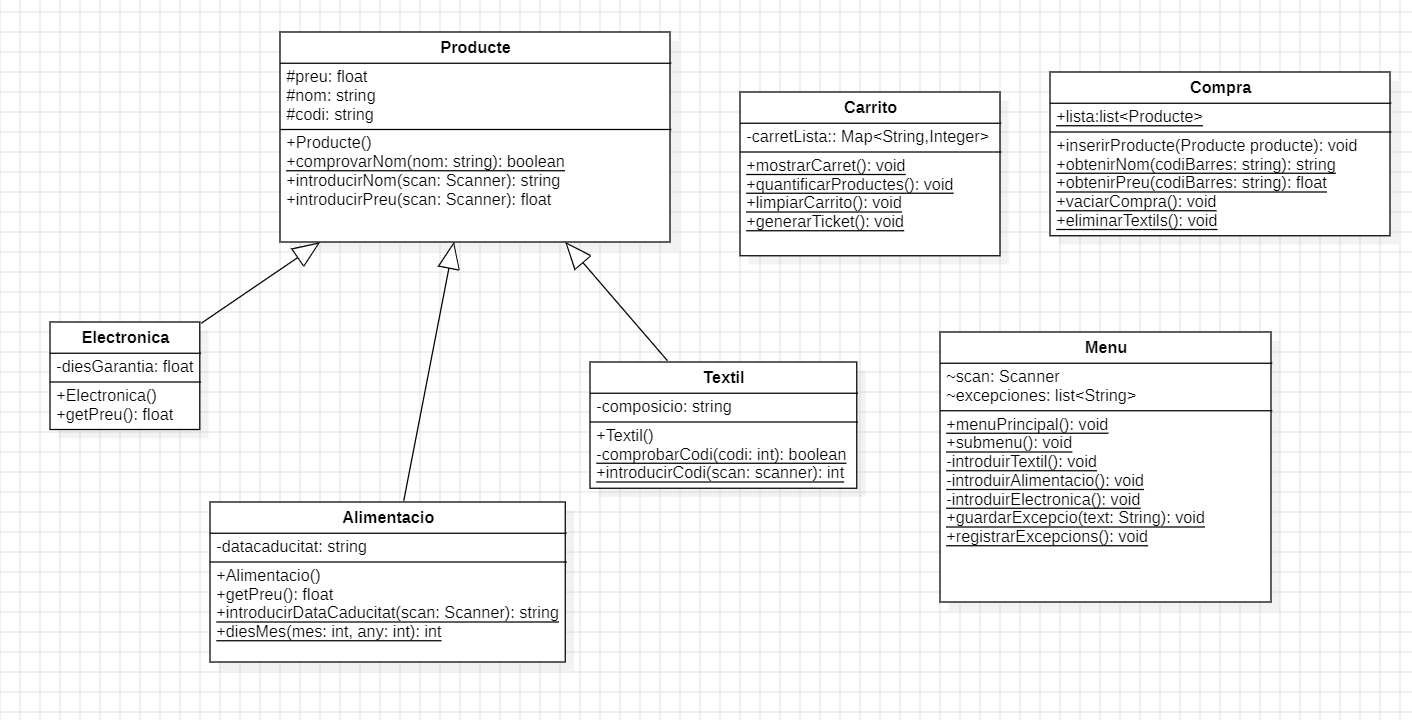 Producte
#preu: float
#nom: string
#codi: string
+Producte()
+comprovarNom(nom: string): boolean
+introducirNom(scan: Scanner): string
+introducirPreu(scan: Scanner): float
Carrito
-carretLista:: Map<String,Integer>
+mostrarCarret(): void
+quantificarProductes(): void
+limpiarCarrito(): void
+generarTicket(): void
Compra
+lista:list<Producte>
+inserirProducte(Producte producte): void
+obtenirNom(codiBarres: string): string
+obtenirPreu(codiBarres: string): float
+vaciarCompra(): void
+eliminarTextils(): void
Electronica
-diesGarantia: float
+Electronica()
+getPreu(): float
Textil
-composicio: string
+Textil()
-comprobarCodi(codi: int): boolean
+introducirCodi(scan: scanner): int
Menu
~scan: Scanner
~excepciones: list<String>
+menuPrincipal(): void
+submenu(): void
-introduirTextil(): void
-introduirAlimentacio(): void
-introduirElectronica(): void
+guardarExcepcio(text: String): void
+registrarExcepcions(): void
Alimentacio
-datacaducitat: string
+Alimentacio()
+getPreu(): float
+introducirDataCaducitat(scan: Scanner): string
+diesMes(mes: int, any: int): int